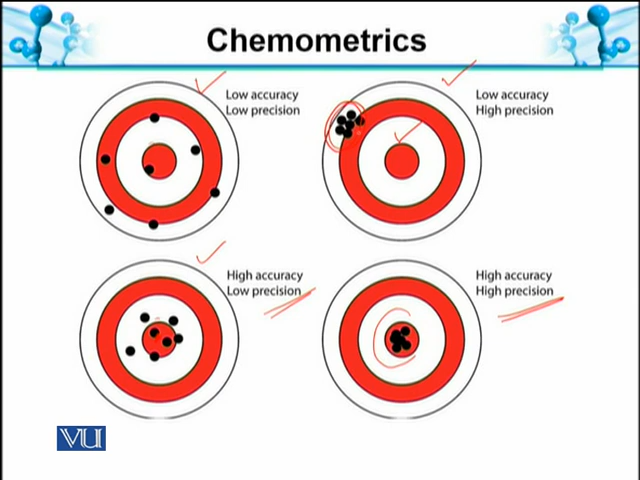 Chemometrics
Low accuracy
Low precision
Low accuracy
High precision
High accuracy
Low precision
High accuracy
High precision
VU